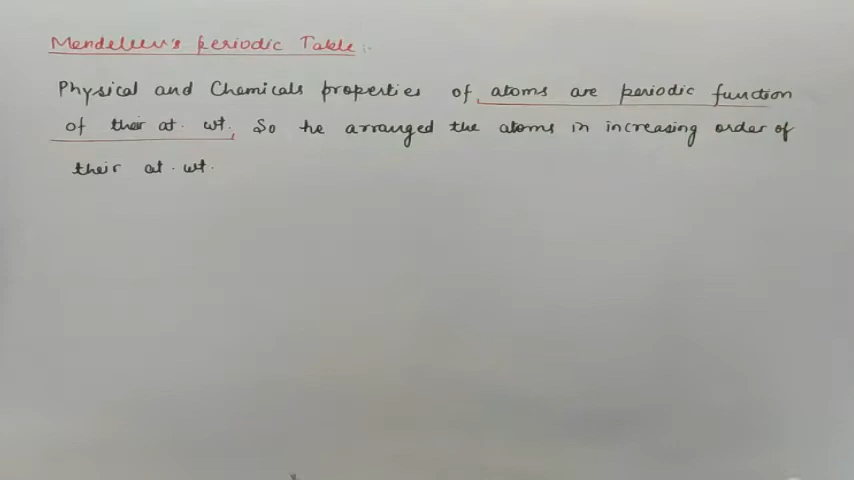 Mendeleev's periodic Table:-
Physical and Chemicals properties of atoms are periodic function
of their at. wt. So he arranged the atoms in increasing order of
their at. wt.